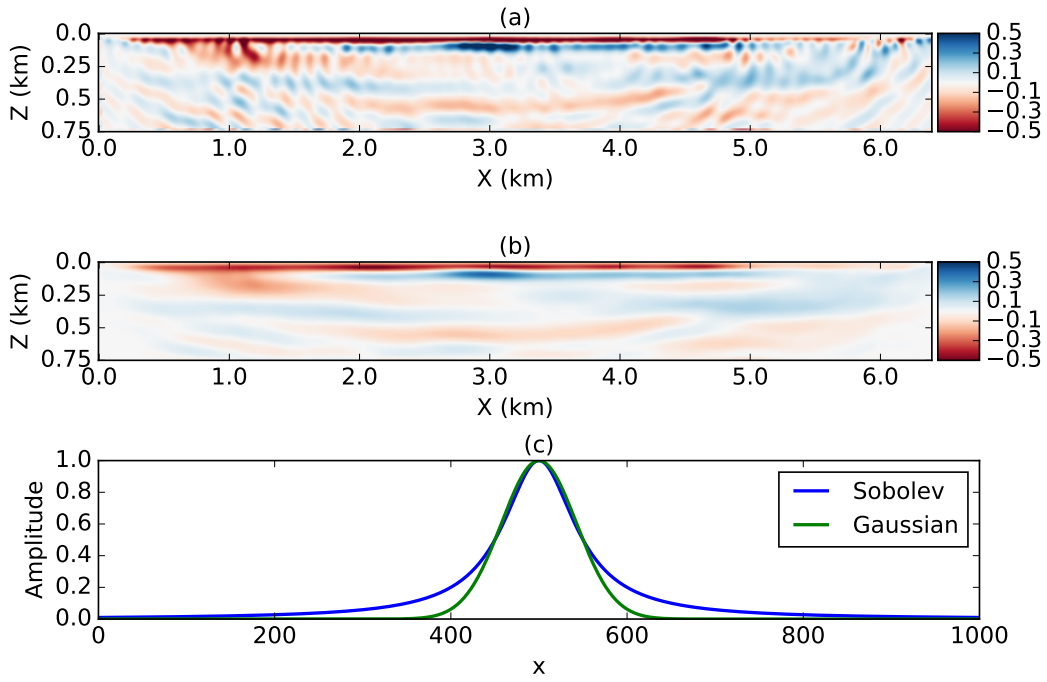 (a)
Z (km)
0.0
0.25
0.5
0.75
0.0 1.0 2.0 3.0 4.0 5.0 6.0
X (km)
0.5
0.3
0.1
−0.1
−0.3
−0.5
(b)
Z (km)
0.0
0.25
0.5
0.75
0.0 1.0 2.0 3.0 4.0 5.0 6.0
X (km)
0.5
0.3
0.1
−0.1
−0.3
−0.5
(c)
Amplitude
1.0
0.8
0.6
0.4
0.2
0.0
Sobolev
Gaussian
0 200 400 600 800 1000
x